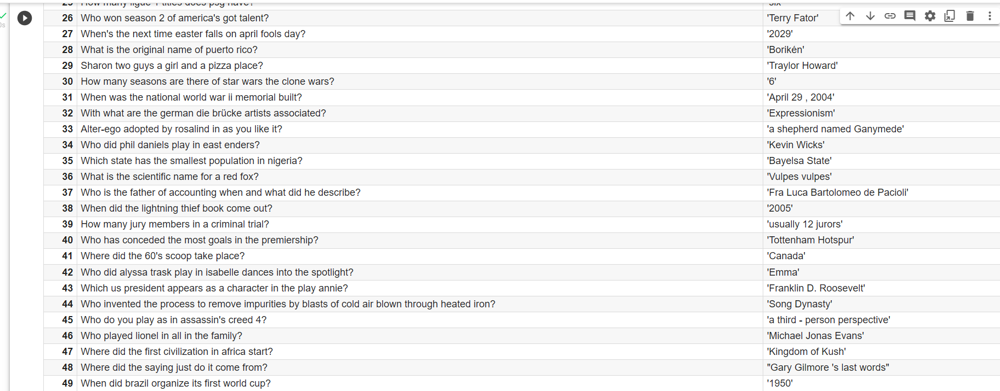 25 How many ligue 1 titles does psg have? 'six'
26 Who won season 2 of america's got talent? 'Terry Fator'
27 When's the next time easter falls on april fools day? '2029'
28 What is the original name of puerto rico? 'Borikén'
29 Sharon two guys a girl and a pizza place? 'Traylor Howard'
30 How many seasons are there of star wars the clone wars? '6'
31 When was the national world war ii memorial built? 'April 29 , 2004'
32 With what are the german die brücke artists associated? 'Expressionism'
33 Alter-ego adopted by rosalind in as you like it? 'a shepherd named Ganymede'
34 Who did phil daniels play in east enders? 'Kevin Wicks'
35 Which state has the smallest population in nigeria? 'Bayelsa State'
36 What is the scientific name for a red fox? 'Vulpes vulpes'
37 Who is the father of accounting when and what did he describe? 'Fra Luca Bartolomeo de Pacioli'
38 When did the lightning thief book come out? '2005'
39 How many jury members in a criminal trial? 'usually 12 jurors'
40 Who has conceded the most goals in the premiership? 'Tottenham Hotspur'
41 Where did the 60's scoop take place? 'Canada'
42 Who did alyssa trask play in isabelle dances into the spotlight? 'Emma'
43 Which us president appears as a character in the play annie? 'Franklin D. Roosevelt'
44 Who invented the process to remove impurities by blasts of cold air blown through heated iron? 'Song Dynasty'
45 Who do you play as in assassin's creed 4? 'a third - person perspective'
46 Who played lionel in all in the family? 'Michael Jonas Evans'
47 Where did the first civilization in africa start? 'Kingdom of Kush'
48 Where did the saying just do it come from? "Gary Gilmore 's last words"
49 When did brazil organize its first world cup? '1950'